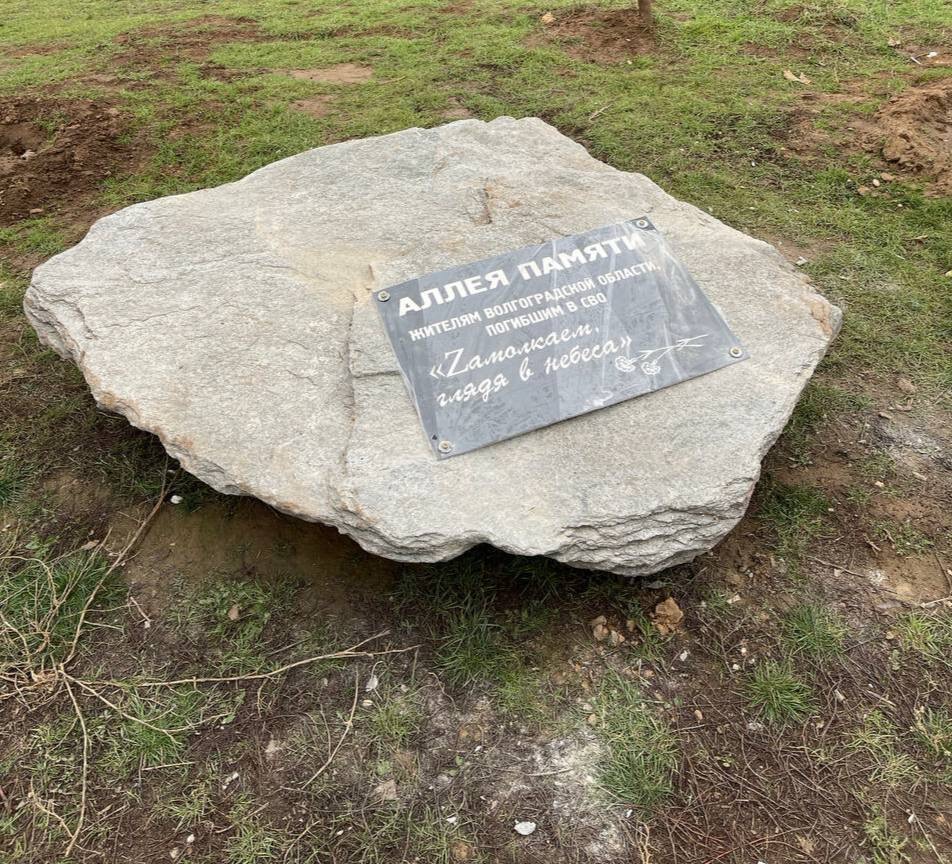 АЛЛЕЯ ПАМЯТИ
ЖИТЕЛЯМ ВОЛГОГРАДСКОЙ ОБЛАСТИ,
ПОГИБШИМ В СВО
«Zамолкаем,
глядя в небеса»